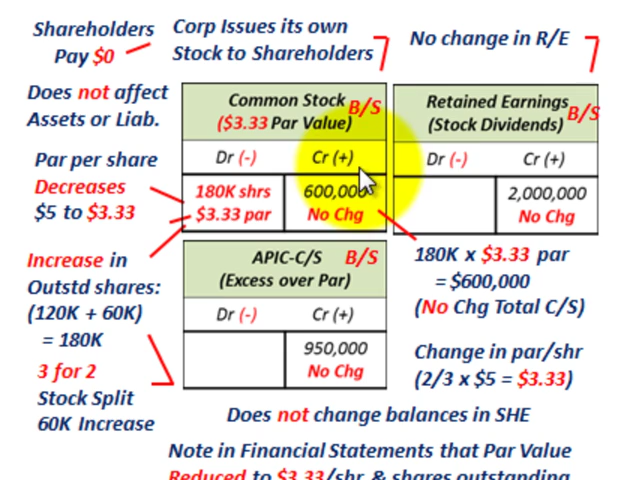 Shareholders
Pay $0
Corp Issues its own
Stock to Shareholders
No change in R/E
Does not affect
Assets or Liab.
Par per share
Decreases
$5 to $3.33
Increase in
Outstd shares:
(120K + 60K)
= 180K
3 for 2
Stock Split
60K Increase
Common Stock B/S
($3.33 Par Value)
Dr (-) Cr (+)
180K shrs 600,000
$3.33 par No Chg
Retained Earnings B/S
(Stock Dividends)
Dr (-) Cr (+)
2,000,000
No Chg
APIC-C/S B/S
(Excess over Par)
Dr (-) Cr (+)
950,000
No Chg
180K x $3.33 par
= $600,000
(No Chg Total C/S)
Change in par/shr
(2/3 x $5 = $3.33)
Does not change balances in SHE
Note in Financial Statements that Par Value
Reduced to $3.33/shr & shares outstanding